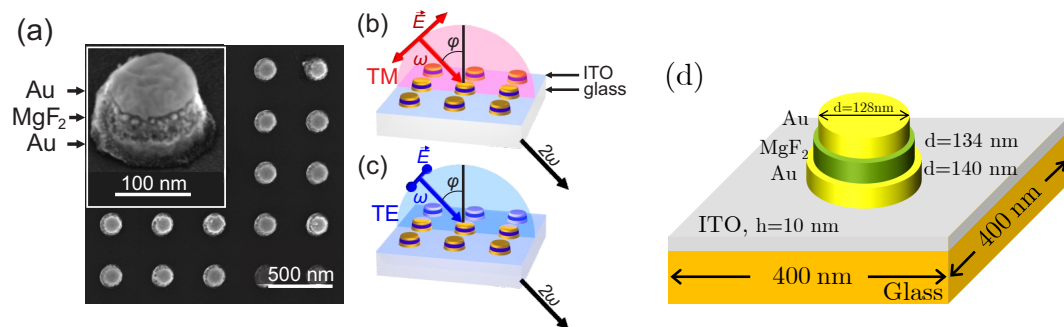 (a)
Au
MgF2
Au
100 nm
500 nm
(b)
E
φ
ω
TM
ITO
glass
2ω
(c)
E
φ
ω
TE
2ω
(d)
d=128nm
Au
MgF2
Au
d=134 nm
d=140 nm
ITO, h=10 nm
400 nm
400 nm
Glass